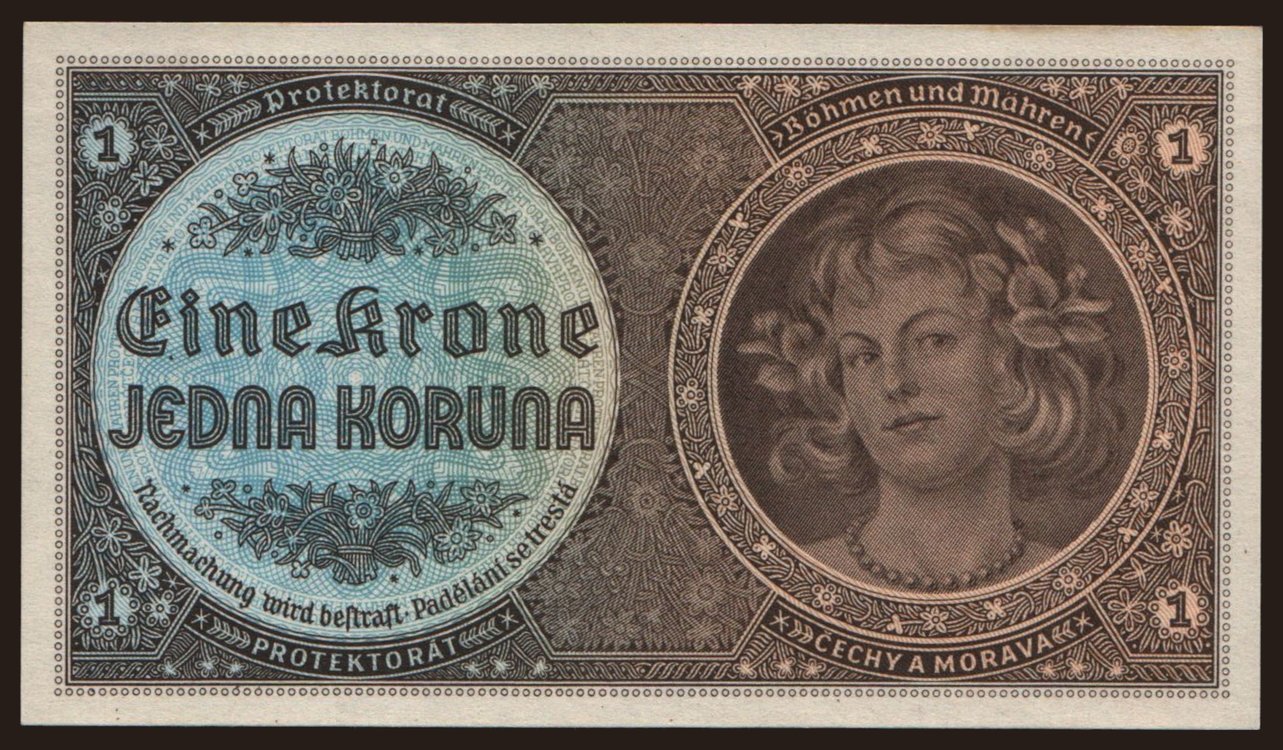 Protektorat
Böhmen und Mähren
1
1
Eine Krone
JEDNA KORUNA
Nachmachung wird bestraft · Padělání se trestá
1
1
PROTEKTORÁT
ČECHY A MORAVA